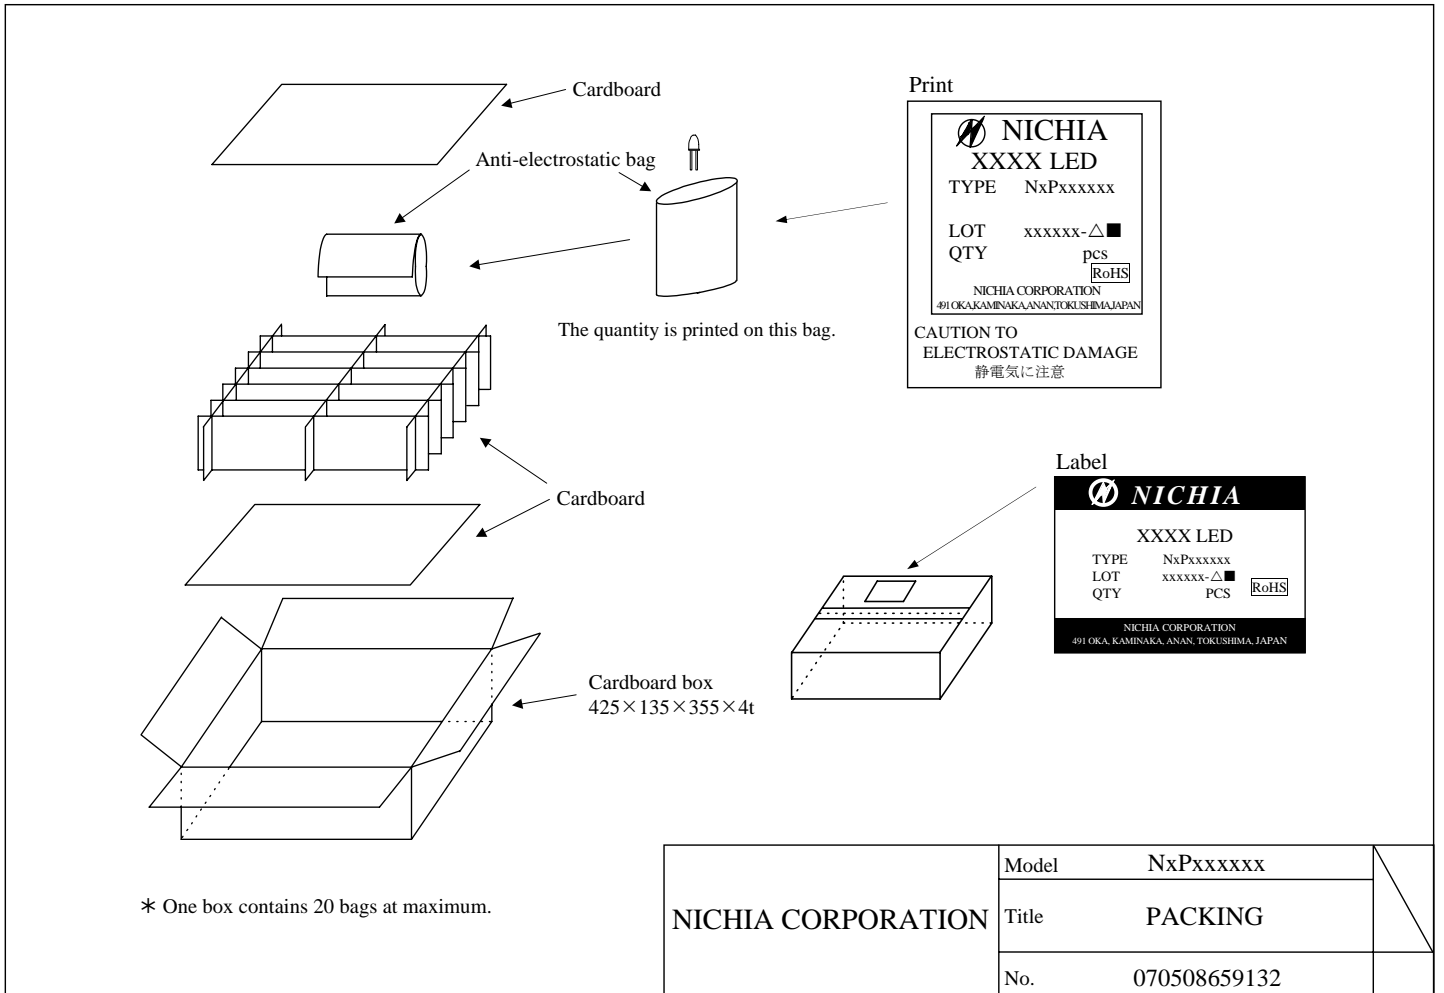 Cardboard
Anti-electrostatic bag
The quantity is printed on this bag.
Cardboard
Cardboard box
425×135×355×4t
Print
NICHIA
XXXX LED
TYPE NxPxxxxxx
LOT xxxxxx-△■
QTY pcs
RoHS
NICHIA CORPORATION
491 OKA,KAMINAKA,ANAN,TOKUSHIMA,JAPAN
CAUTION TO
ELECTROSTATIC DAMAGE
静電気に注意
Label
NICHIA
XXXX LED
TYPE NxPxxxxxx
LOT xxxxxx-△■
QTY PCS
RoHS
NICHIA CORPORATION
491 OKA, KAMINAKA, ANAN, TOKUSHIMA, JAPAN
* One box contains 20 bags at maximum.
NICHIA CORPORATION
Model NxPxxxxxx
Title PACKING
No. 070508659132